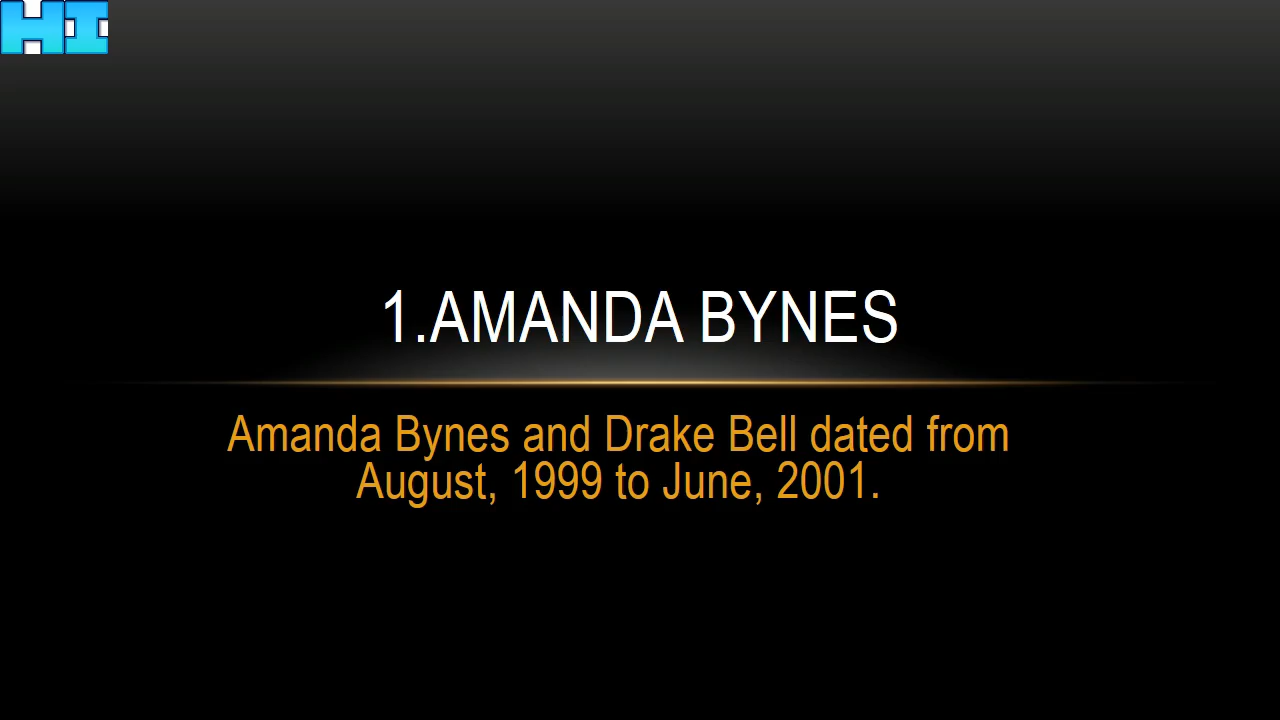 HI
1.AMANDA BYNES
Amanda Bynes and Drake Bell dated from
August, 1999 to June, 2001.